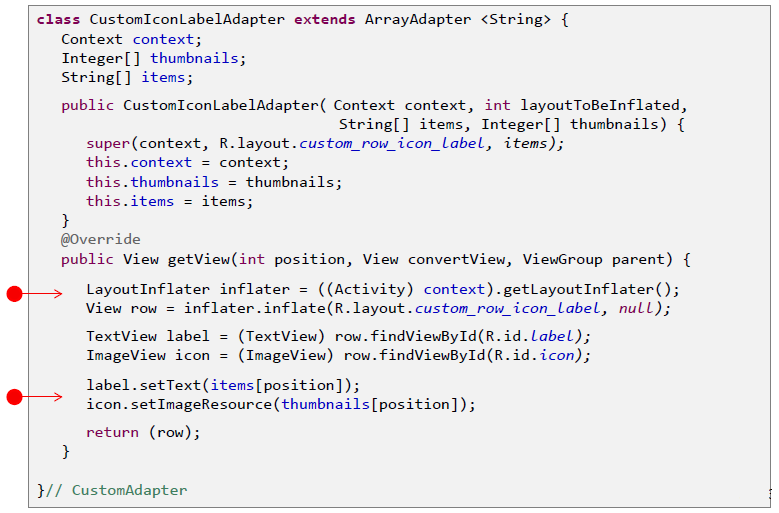 class CustomIconLabelAdapter extends ArrayAdapter <String> {
Context context;
Integer[] thumbnails;
String[] items;
public CustomIconLabelAdapter( Context context, int layoutToBeInflated,
String[] items, Integer[] thumbnails) {
super(context, R.layout.custom_row_icon_label, items);
this.context = context;
this.thumbnails = thumbnails;
this.items = items;
}
@Override
public View getView(int position, View convertView, ViewGroup parent) {
LayoutInflater inflater = ((Activity) context).getLayoutInflater();
View row = inflater.inflate(R.layout.custom_row_icon_label, null);
TextView label = (TextView) row.findViewById(R.id.label);
ImageView icon = (ImageView) row.findViewById(R.id.icon);
label.setText(items[position]);
icon.setImageResource(thumbnails[position]);
return (row);
}
}// CustomAdapter